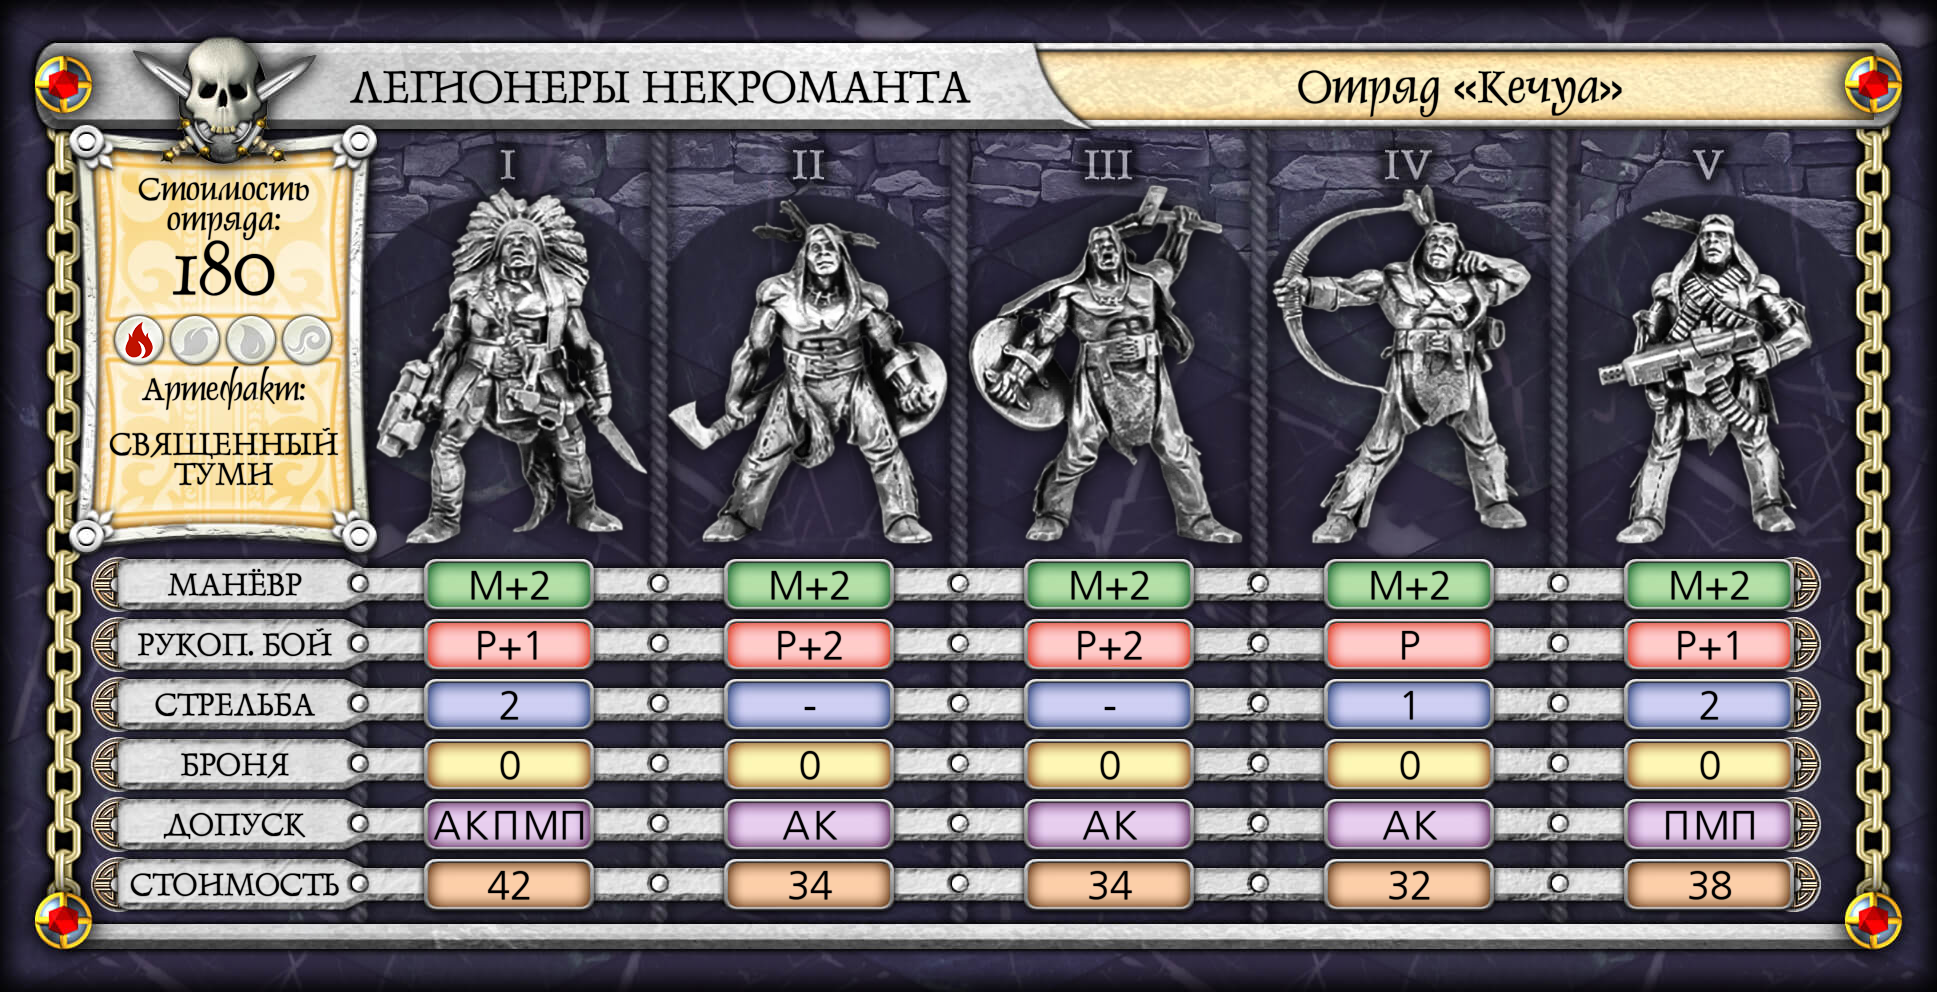 ЛЕГИОНЕРЫ НЕКРОМАНТА
Отряд «Кечуа»
Стоимость
отряда:
180
Артефакт:
СВЯЩЕННЫЙ
ТУМИ
I II III IV V
МАНЁВР М+2 М+2 М+2 М+2 М+2
РУКОП. БОЙ Р+1 Р+2 Р+2 Р Р+1
СТРЕЛЬБА 2 - - 1 2
БРОНЯ 0 0 0 0 0
ДОПУСК АКПМП АК АК АК ПМП
СТОИМОСТЬ 42 34 34 32 38